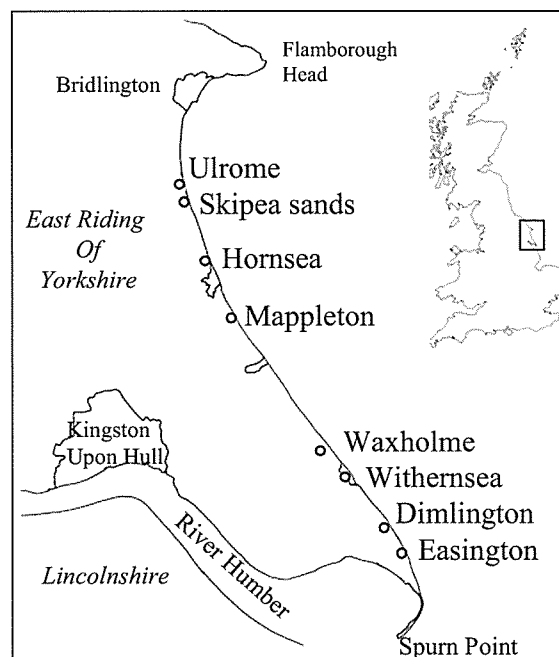 Flamborough
Head
Bridlington
Ulrome
Skipea sands
East Riding
Of
Yorkshire
Hornsea
Mappleton
Kingston
Upon Hull
Waxholme
Withernsea
Dimlington
Easington
River Humber
Lincolnshire
Spurn Point